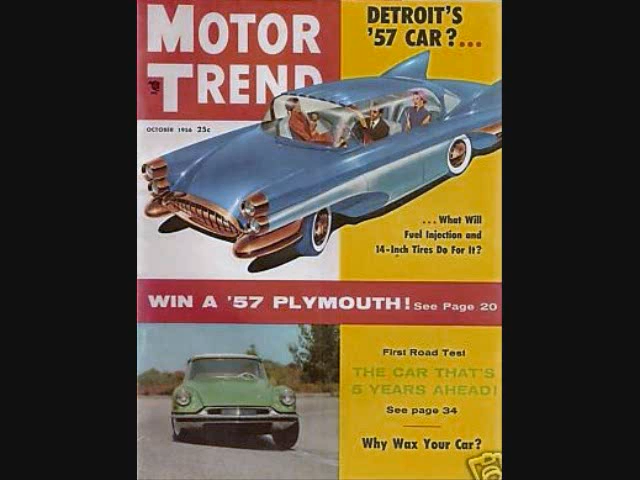 MOTOR
TREND
OCTOBER 1956 25c
DETROIT'S
'57 CAR?...
...What Will
Fuel Injection and
14-Inch Tires Do For It?
WIN A '57 PLYMOUTH! See Page 20
First Road Test
THE CAR THAT'S
5 YEARS AHEAD!
See page 34
Why Wax Your Car?